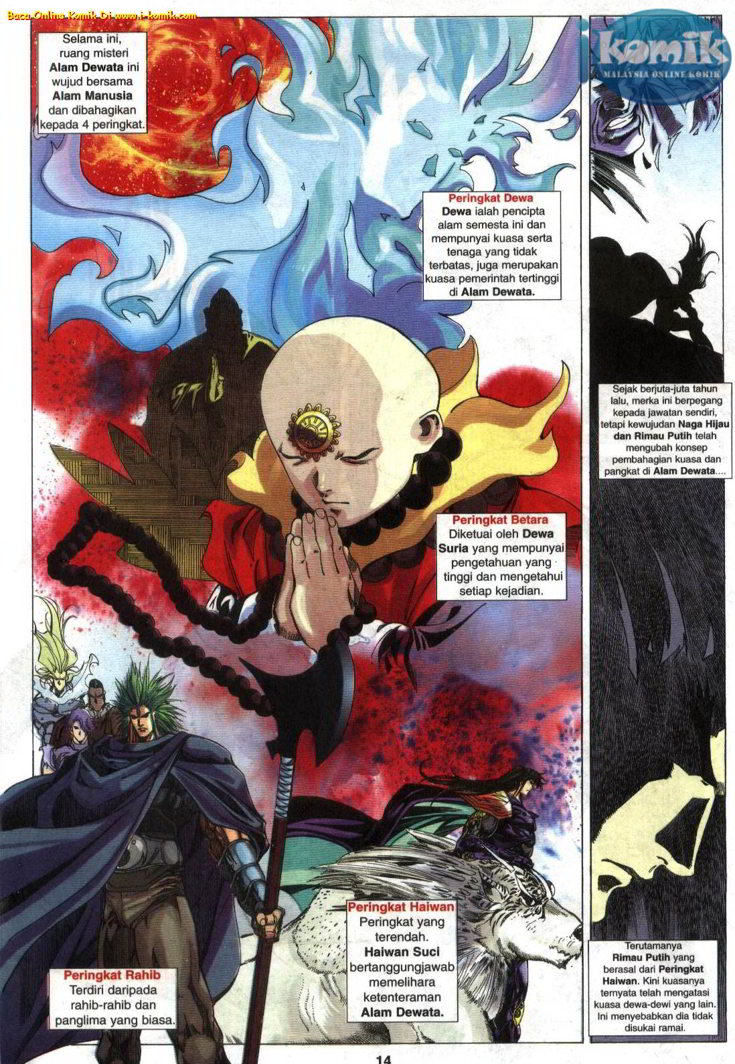 Baca Online Komik Di www.i-komik.com
komik
MALAYSIA ONLINE KOMIK
Selama ini,
ruang misteri
Alam Dewata ini
wujud bersama
Alam Manusia
dan dibahagikan
kepada 4 peringkat.
Peringkat Dewa
Dewa ialah pencipta
alam semesta ini dan
mempunyai kuasa serta
tenaga yang tidak
terbatas, juga merupakan
kuasa pemerintah tertinggi
di Alam Dewata.
Peringkat Betara
Diketuai oleh Dewa
Suria yang mempunyai
pengetahuan yang
tinggi dan mengetahui
setiap kejadian.
Peringkat Haiwan
Peringkat yang
terendah.
Haiwan Suci
bertanggungjawab
memelihara
ketenteraman
Alam Dewata.
Peringkat Rahib
Terdiri daripada
rahib-rahib dan
panglima yang biasa.
Sejak berjuta-juta tahun
lalu, merka ini berpegang
kepada jawatan sendiri,
tetapi kewujudan Naga Hijau
dan Rimau Putih telah
mengubah konsep
pembahagian kuasa dan
pangkat di Alam Dewata....
Terutamanya
Rimau Putih yang
berasal dari Peringkat
Haiwan. Kini kuasanya
ternyata telah mengatasi
kuasa dewa-dewi yang lain.
Ini menyebabkan dia tidak
disukai ramai.
14